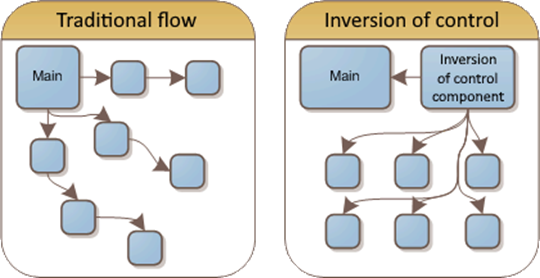 Traditional flow
Main
Inversion of control
Main
Inversion
of control
component